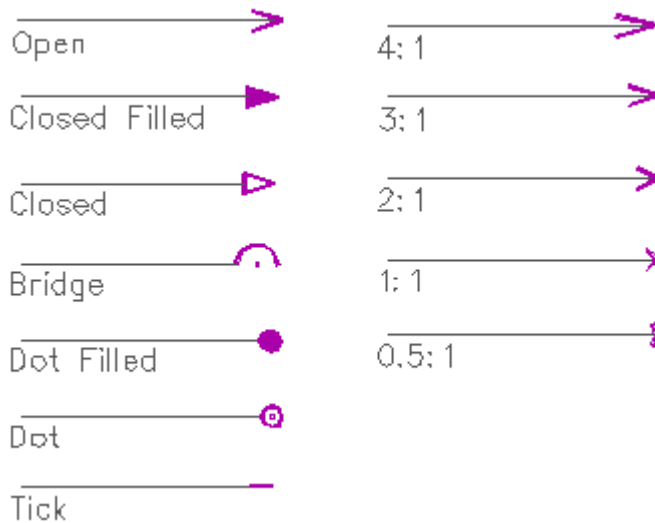 Open
Closed Filled
Closed
Bridge
Dot Filled
Dot
Tick
4:1
3:1
2:1
1:1
0.5:1